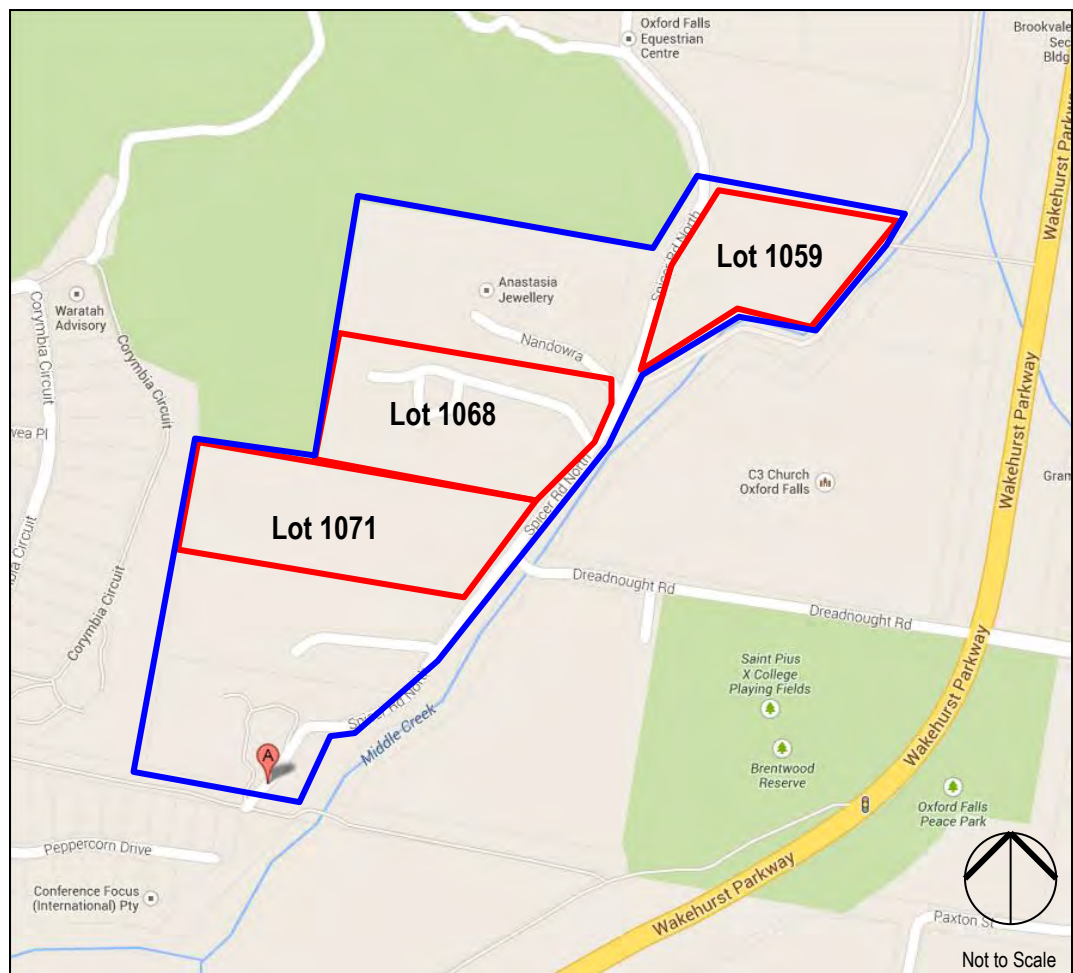 Oxford Falls
Equestrian
Centre
Brookvale
Sec
Bldg
Wakehurst Parkway
Spicer Rd North
Lot 1059
Anastasia
Jewellery
Nandowra
Waratah
Advisory
Corymbia Circuit
Corymbia Circuit
Wakehurst Parkway
Lot 1068
C3 Church
Oxford Falls
Gran
Spicer Rd North
Lot 1071
Dreadnought Rd
Dreadnought Rd
Corymbia Circuit
Saint Pius
X College
Playing Fields
Wakehurst Parkway
Middle Creek
A
Brentwood
Reserve
Oxford Falls
Peace Park
Peppercorn Drive
Wakehurst Parkway
Conference Focus
(International) Pty
Paxton St
Not to Scale